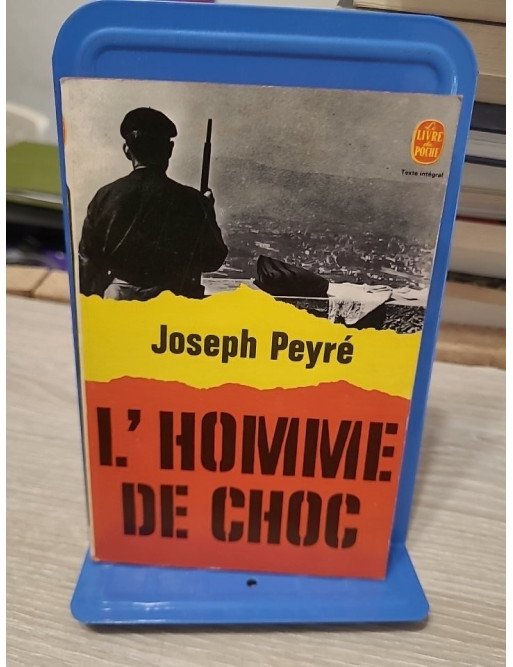 Le
LIVRE
de
POCHE
Texte intégral
Joseph Peyré
L'HOMME
DE CHOC